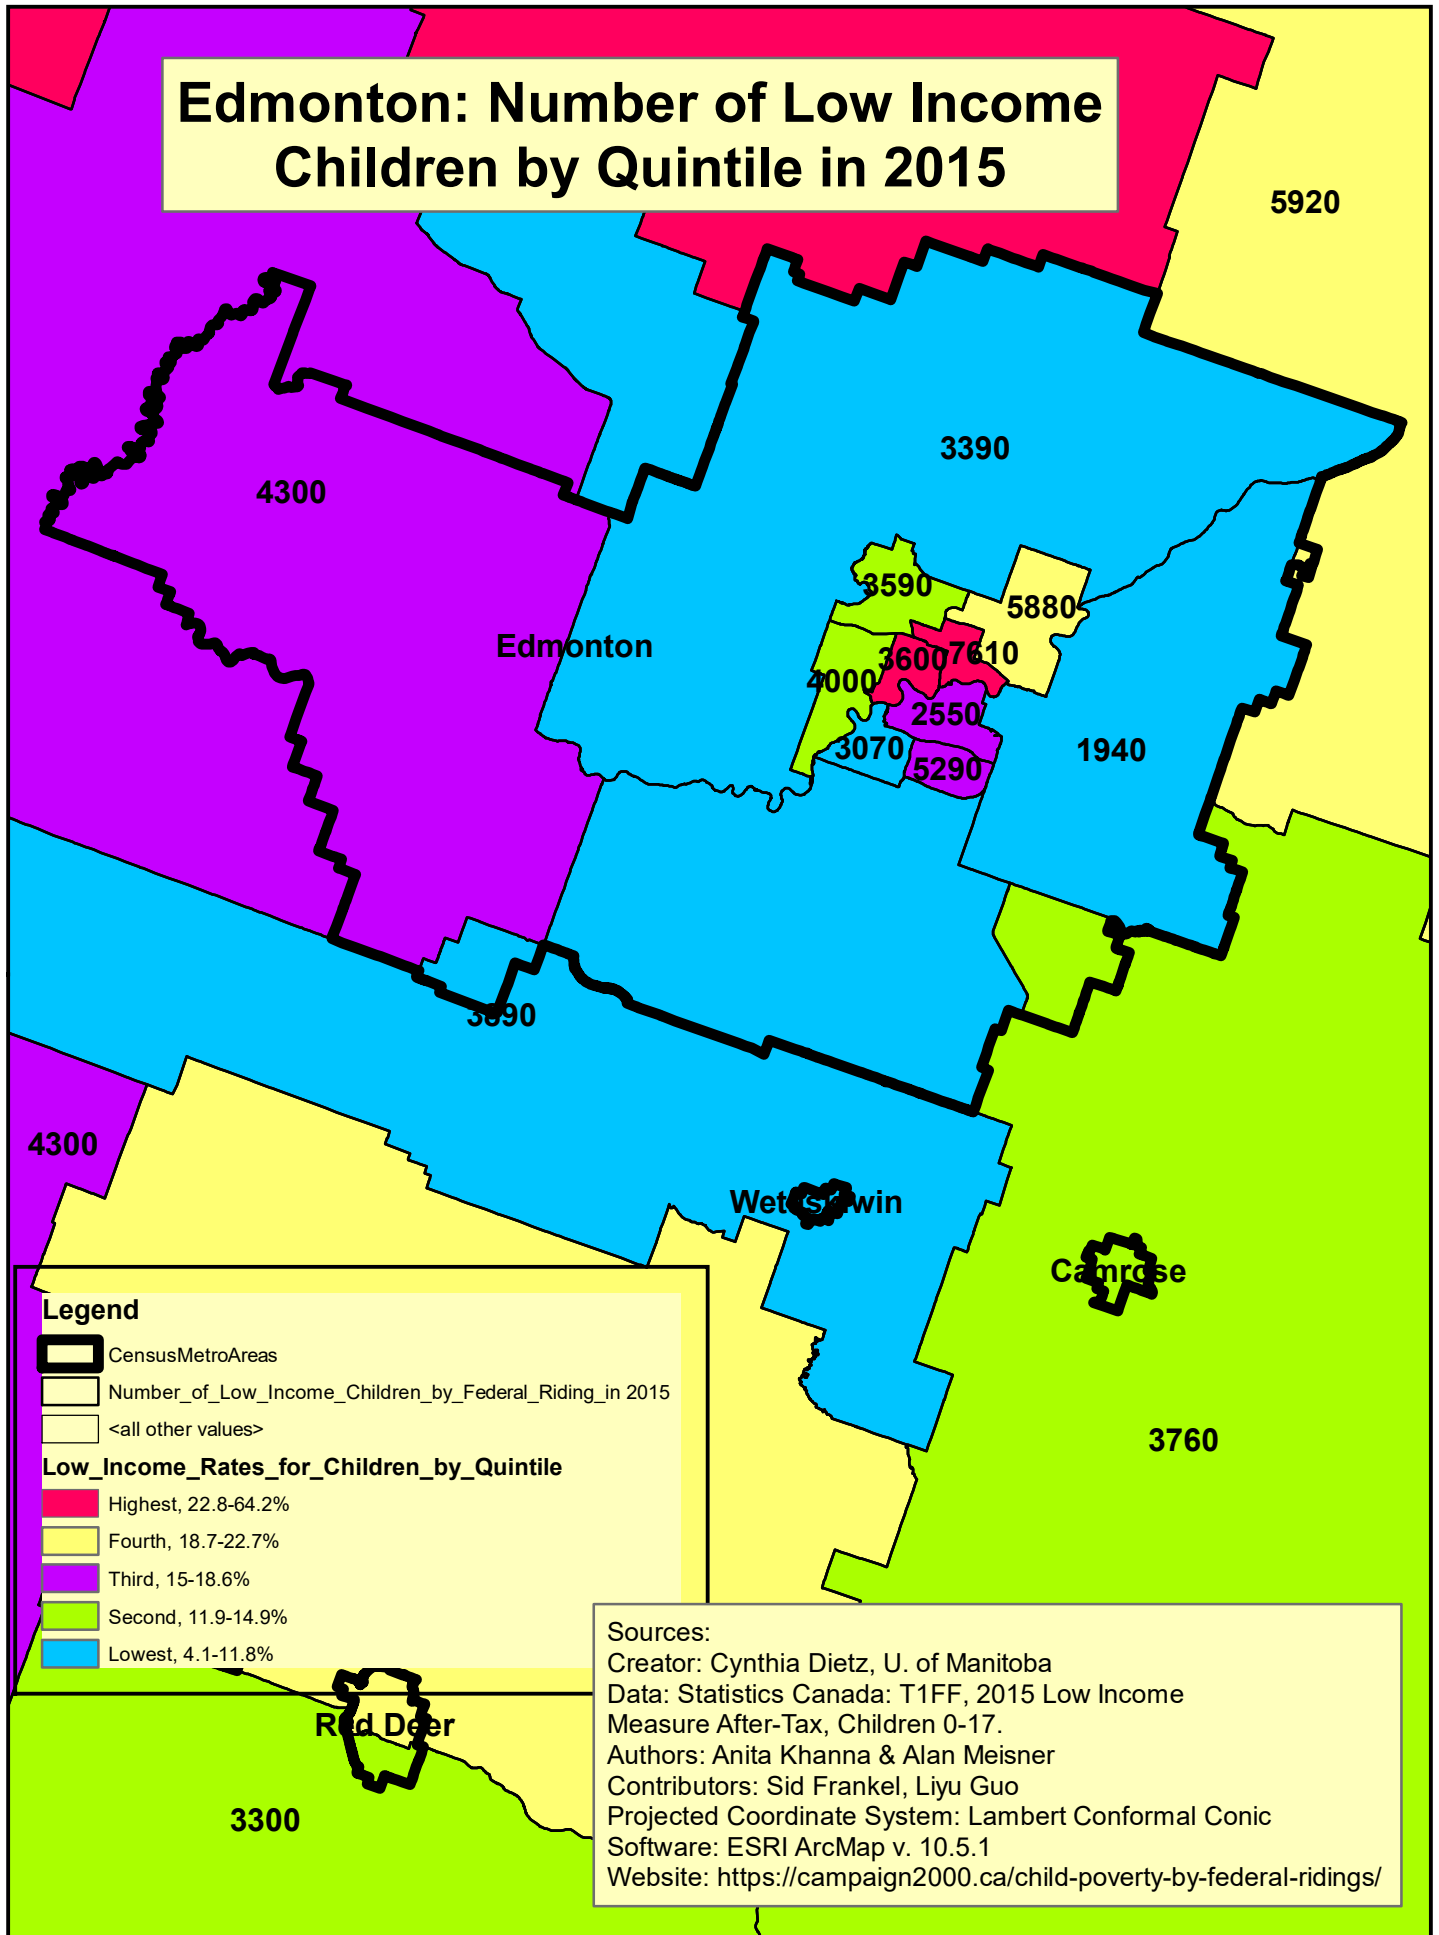 Edmonton: Number of Low Income
Children by Quintile in 2015
5920
3390
4300
3590
5880
Edmonton
3600
7610
4000
2550
3070
1940
5290
3890
4300
Wetaskiwin
Camrose
3760
Legend
CensusMetroAreas
Number_of_Low_Income_Children_by_Federal_Riding_in 2015
<all other values>
Low_Income_Rates_for_Children_by_Quintile
Highest, 22.8-64.2%
Fourth, 18.7-22.7%
Third, 15-18.6%
Second, 11.9-14.9%
Lowest, 4.1-11.8%
Red Deer
3300
Sources:
Creator: Cynthia Dietz, U. of Manitoba
Data: Statistics Canada: T1FF, 2015 Low Income
Measure After-Tax, Children 0-17.
Authors: Anita Khanna & Alan Meisner
Contributors: Sid Frankel, Liyu Guo
Projected Coordinate System: Lambert Conformal Conic
Software: ESRI ArcMap v. 10.5.1
Website: https://campaign2000.ca/child-poverty-by-federal-ridings/